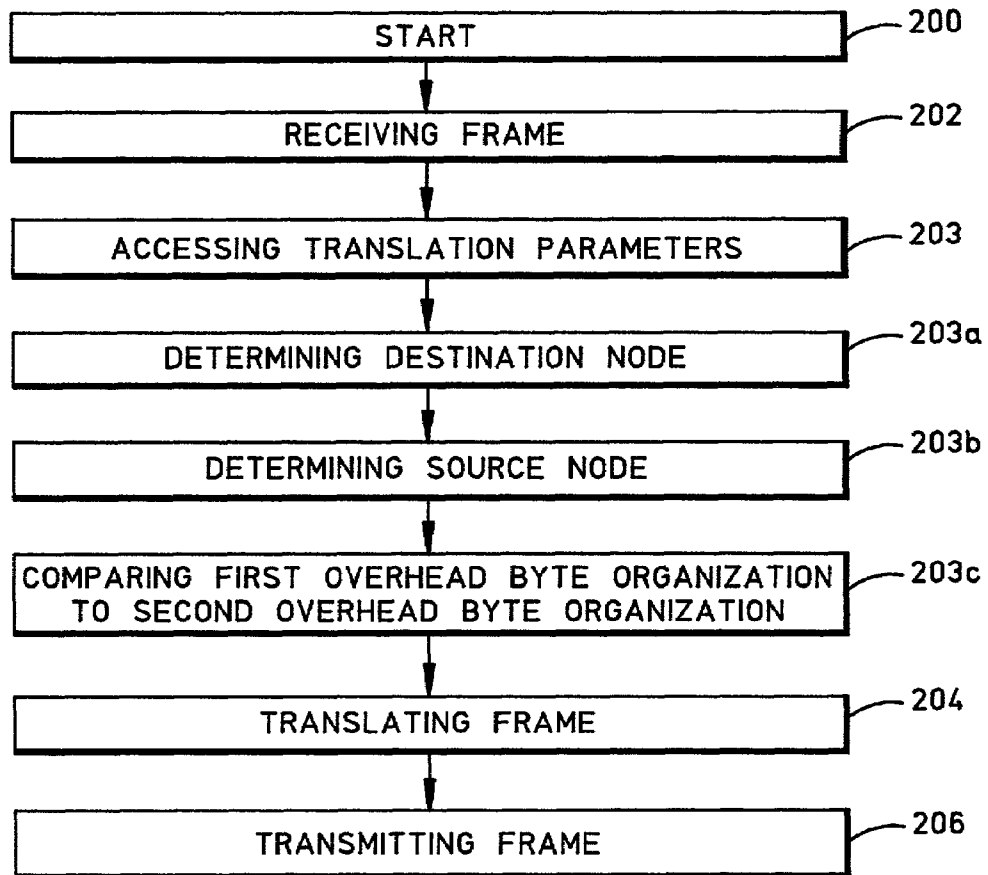 START
200
RECEIVING FRAME
202
ACCESSING TRANSLATION PARAMETERS
203
DETERMINING DESTINATION NODE
203a
DETERMINING SOURCE NODE
203b
COMPARING FIRST OVERHEAD BYTE ORGANIZATION
TO SECOND OVERHEAD BYTE ORGANIZATION
203c
TRANSLATING FRAME
204
TRANSMITTING FRAME
206